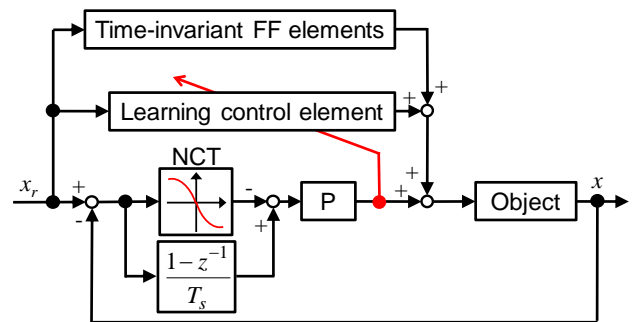 Time-invariant FF elements
+
Learning control element
+
NCT
x_r
+
-
-
+
P
+
+
Object
x
1 - z^{-1}
T_s